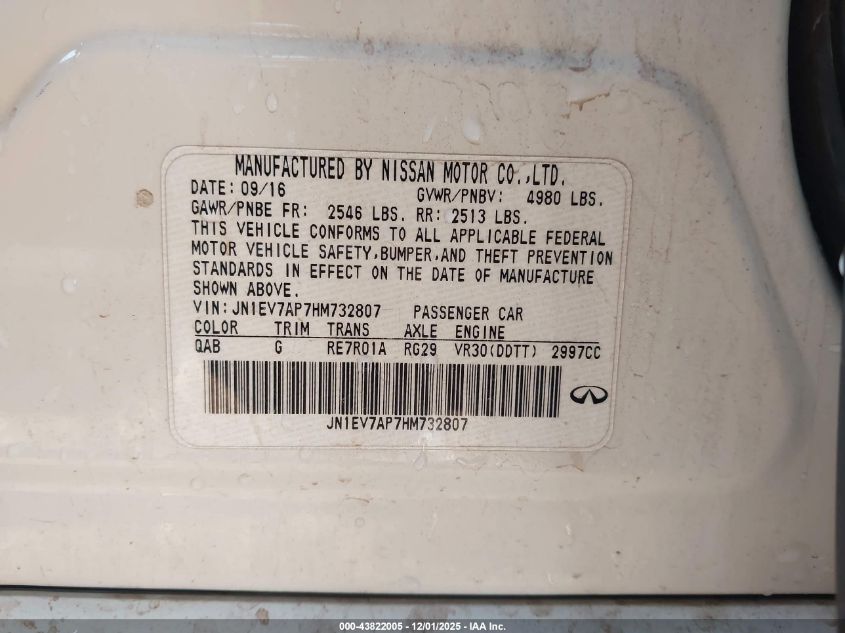 MANUFACTURED BY NISSAN MOTOR CO.,LTD.
DATE: 09/16 GVWR/PNBV: 4980 LBS.
GAWR/PNBE FR: 2546 LBS. RR: 2513 LBS.
THIS VEHICLE CONFORMS TO ALL APPLICABLE FEDERAL
MOTOR VEHICLE SAFETY,BUMPER,AND THEFT PREVENTION
STANDARDS IN EFFECT ON THE DATE OF MANUFACTURE
SHOWN ABOVE.
VIN:JN1EV7AP7HM732807 PASSENGER CAR
COLOR TRIM TRANS AXLE ENGINE
QAB G RE7R01A RG29 VR30(DDTT) 2997CC
JN1EV7AP7HM732807
000-43822005 - 12/01/2025 - IAA Inc.